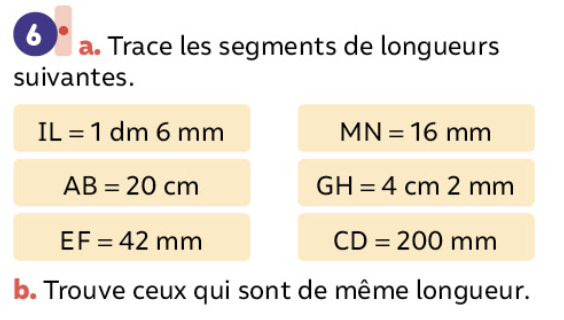 6 a. Trace les segments de longueurs
suivantes.
IL = 1 dm 6 mm
MN = 16 mm
AB = 20 cm
GH = 4 cm 2 mm
EF = 42 mm
CD = 200 mm
b. Trouve ceux qui sont de même longueur.